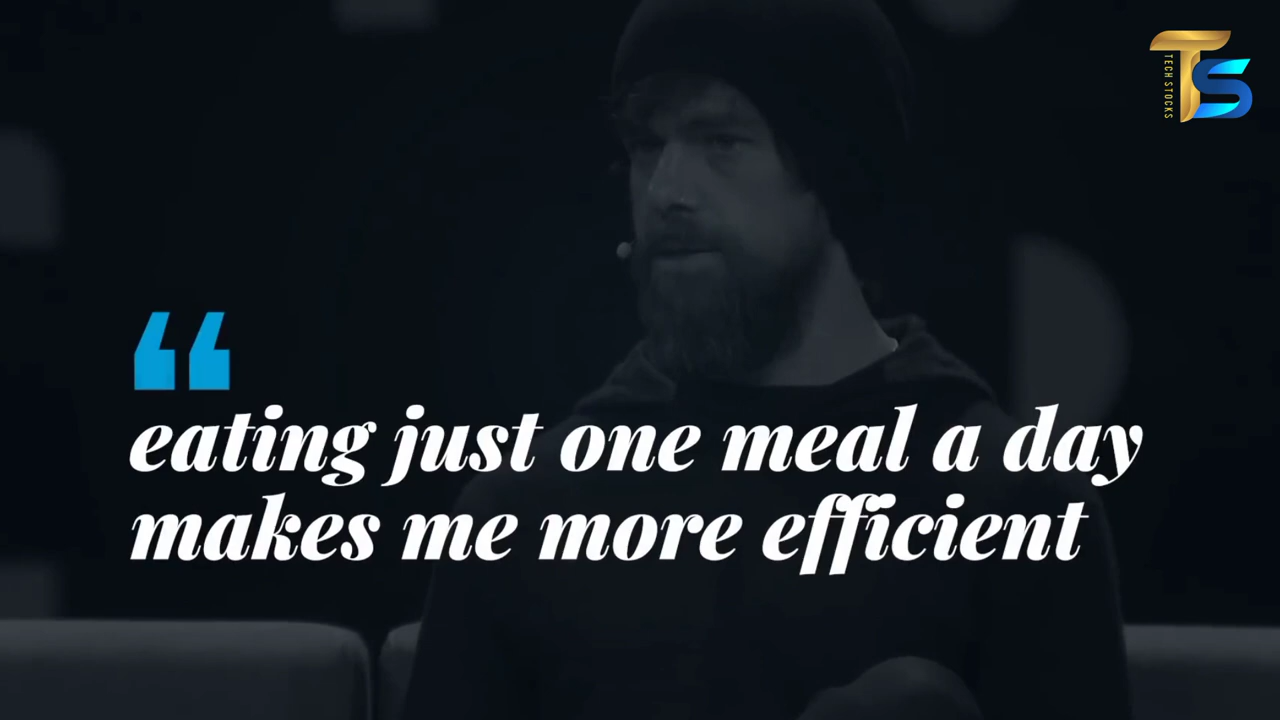 TS
TECH STOCKS
“
eating just one meal a day
makes me more efficient